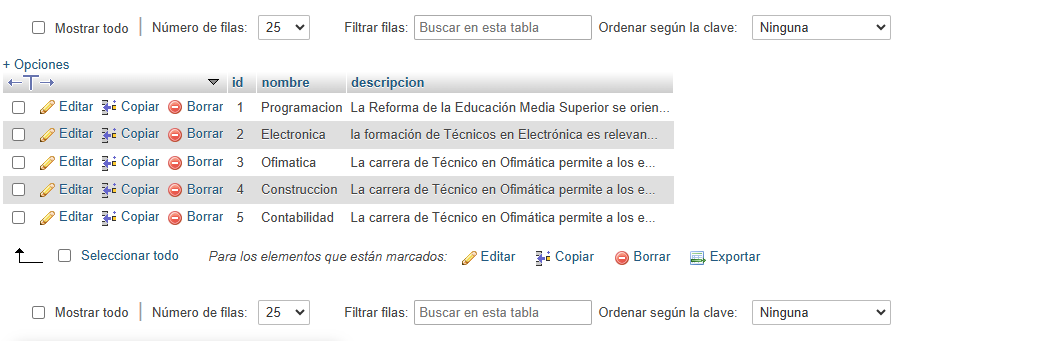 Mostrar todo Número de filas: 25 Filtrar filas: Buscar en esta tabla Ordenar según la clave: Ninguna
+ Opciones
←T→ id nombre descripcion
Editar Copiar Borrar 1 Programacion La Reforma de la Educación Media Superior se orien...
Editar Copiar Borrar 2 Electronica la formación de Técnicos en Electrónica es relevan...
Editar Copiar Borrar 3 Ofimatica La carrera de Técnico en Ofimática permite a los e...
Editar Copiar Borrar 4 Construccion La carrera de Técnico en Ofimática permite a los e...
Editar Copiar Borrar 5 Contabilidad La carrera de Técnico en Ofimática permite a los e...
Seleccionar todo Para los elementos que están marcados: Editar Copiar Borrar Exportar
Mostrar todo Número de filas: 25 Filtrar filas: Buscar en esta tabla Ordenar según la clave: Ninguna